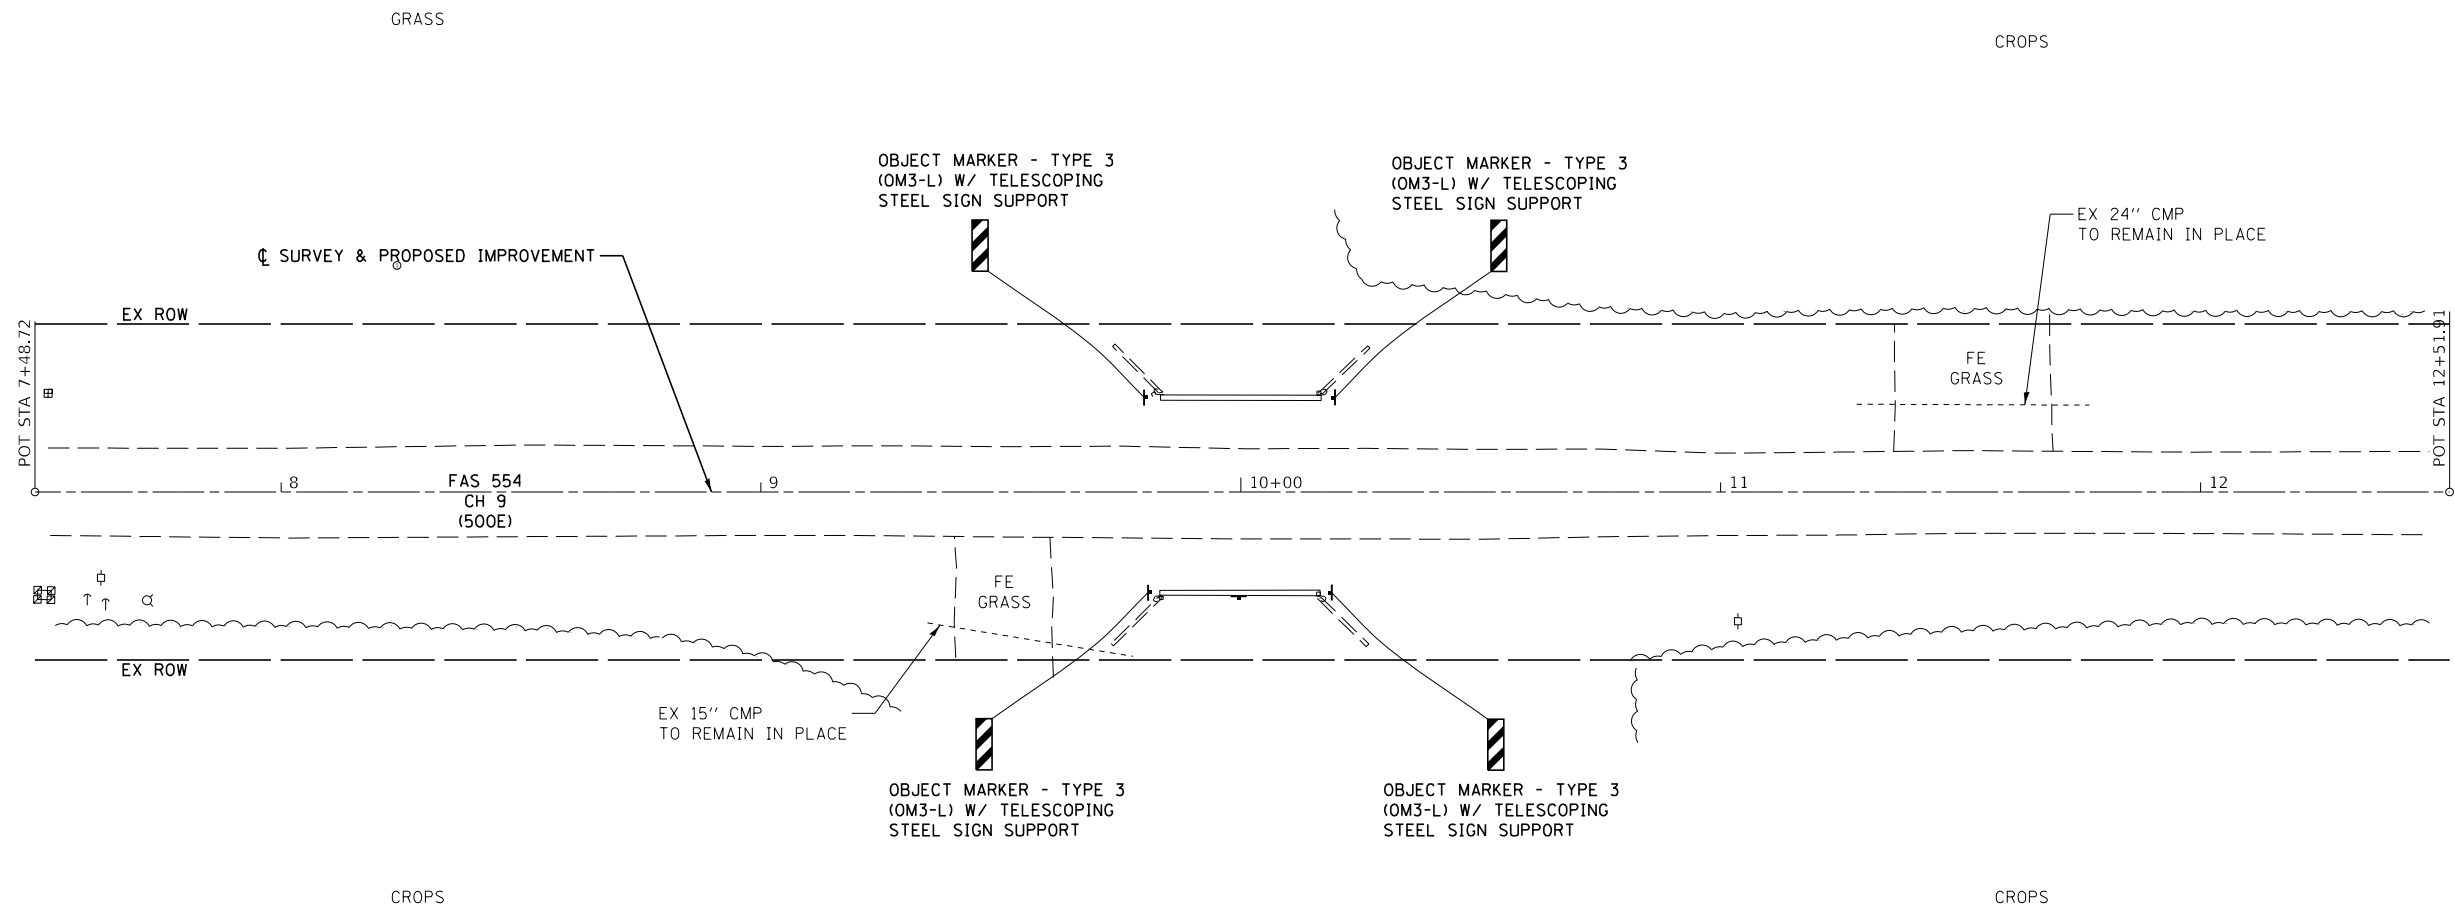 GRASS
CROPS
OBJECT MARKER - TYPE 3
(OM3-L) W/ TELESCOPING
STEEL SIGN SUPPORT
OBJECT MARKER - TYPE 3
(OM3-L) W/ TELESCOPING
STEEL SIGN SUPPORT
EX 24'' CMP
TO REMAIN IN PLACE
℄ SURVEY & PROPOSED IMPROVEMENT
EX ROW
POT STA 7+48.72
POT STA 12+51.91
FE
GRASS
8
FAS 554
CH 9
(500E)
9
10+00
11
12
FE
GRASS
EX ROW
EX 15'' CMP
TO REMAIN IN PLACE
OBJECT MARKER - TYPE 3
(OM3-L) W/ TELESCOPING
STEEL SIGN SUPPORT
OBJECT MARKER - TYPE 3
(OM3-L) W/ TELESCOPING
STEEL SIGN SUPPORT
CROPS
CROPS